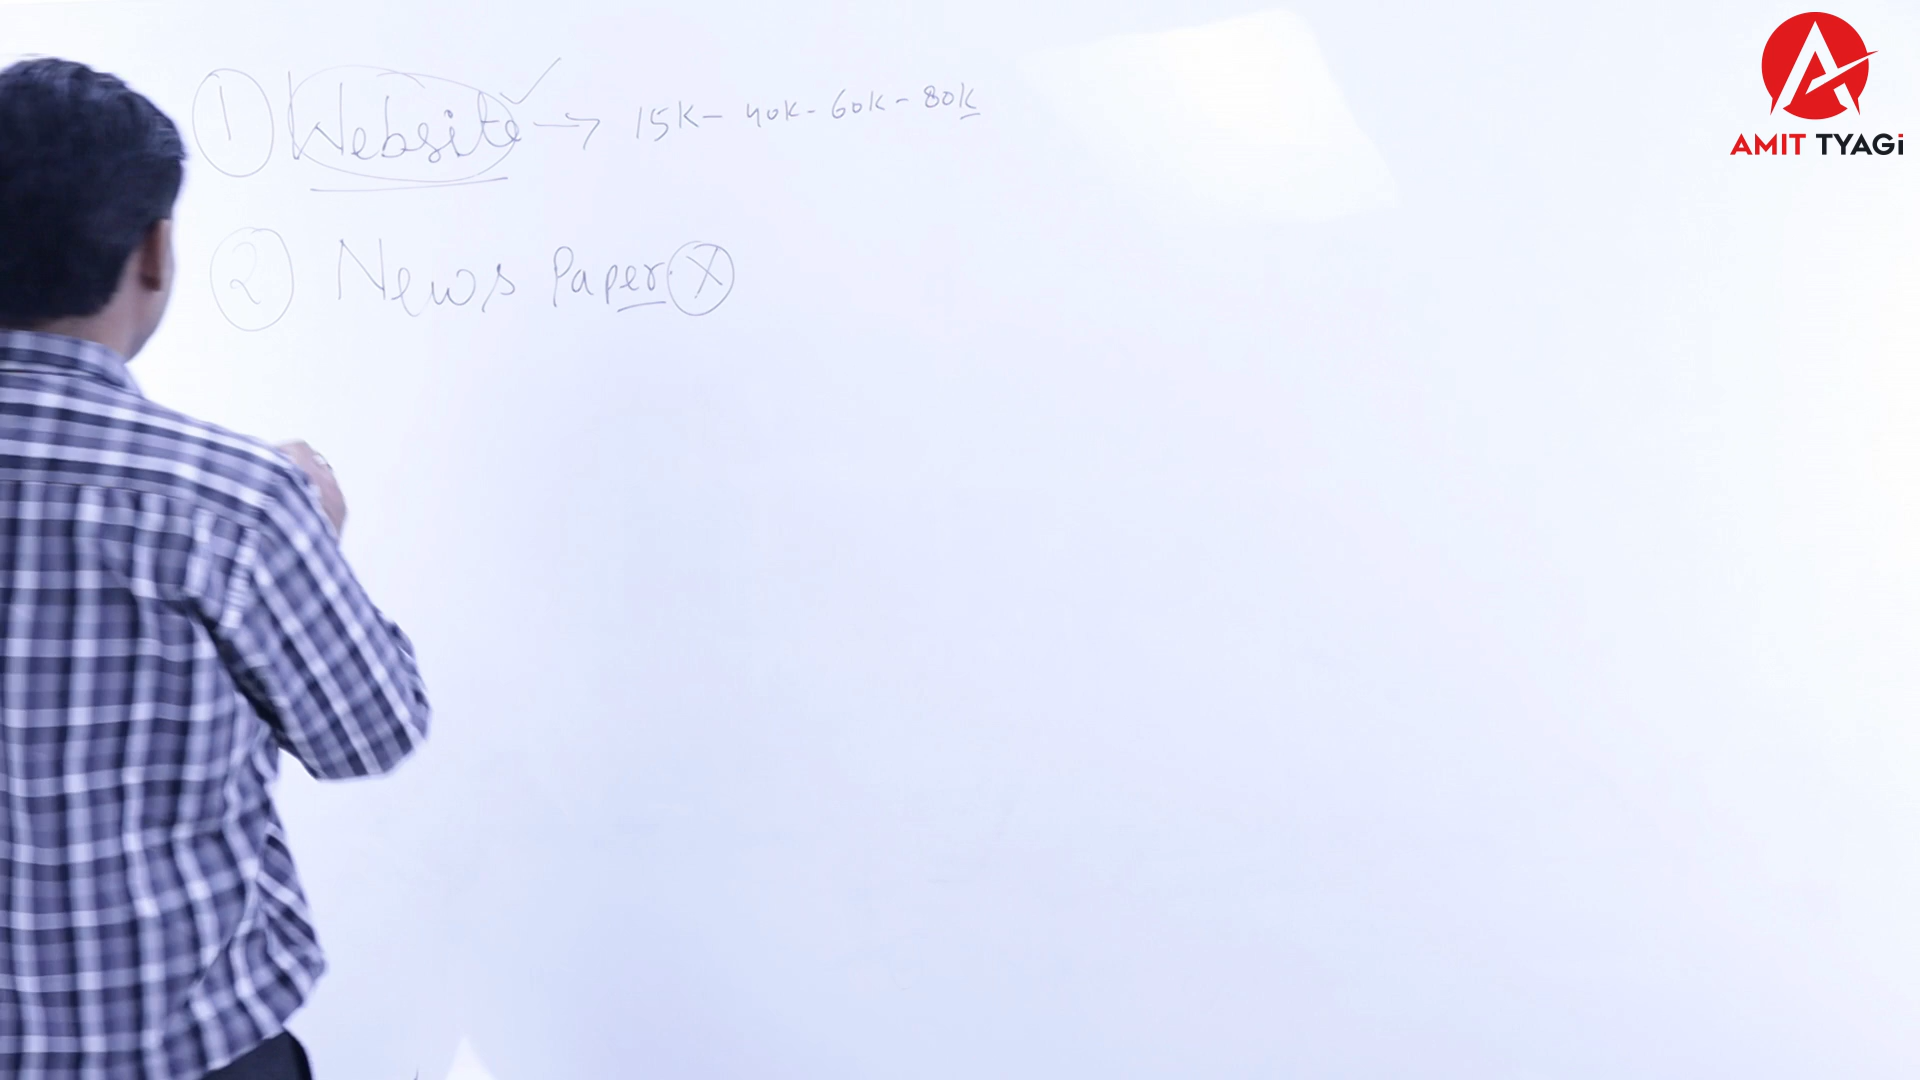 1 Website ✓ → 15K - 40K - 60K - 80K
2 News Paper X
AMIT TYAGi